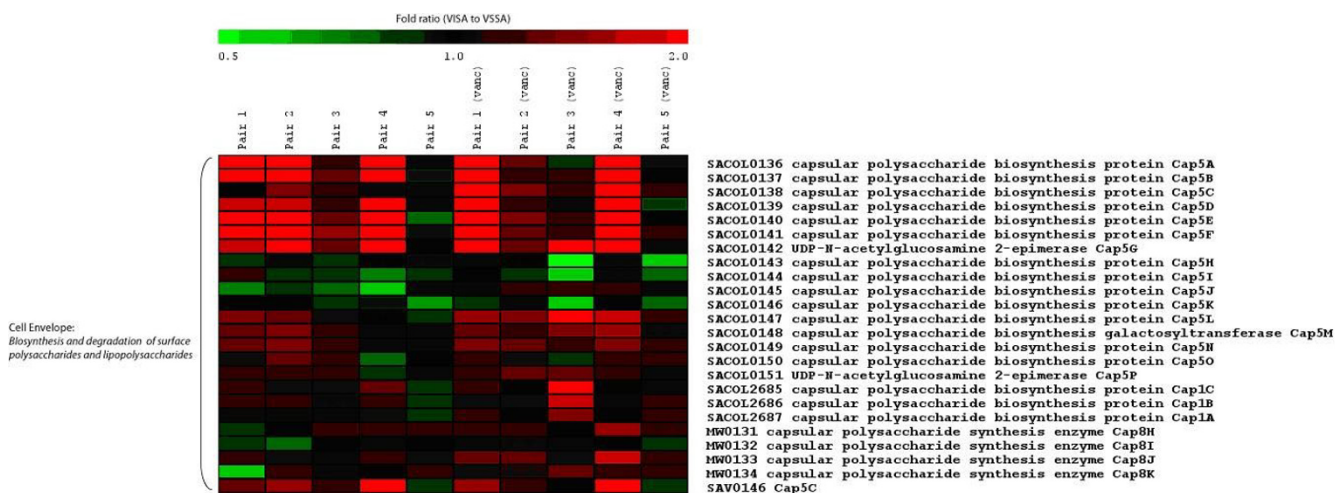 Fold ratio (VISA to VSSA)
0.5 1.0 2.0
Pair 1
Pair 2
Pair 3
Pair 4
Pair 5
Pair 1 (vanc)
Pair 2 (vanc)
Pair 3 (vanc)
Pair 4 (vanc)
Pair 5 (vanc)
SACOL0136 capsular polysaccharide biosynthesis protein Cap5A
SACOL0137 capsular polysaccharide biosynthesis protein Cap5B
SACOL0138 capsular polysaccharide biosynthesis protein Cap5C
SACOL0139 capsular polysaccharide biosynthesis protein Cap5D
SACOL0140 capsular polysaccharide biosynthesis protein Cap5E
SACOL0141 capsular polysaccharide biosynthesis protein Cap5F
SACOL0142 UDP-N-acetylglucosamine 2-epimerase Cap5G
SACOL0143 capsular polysaccharide biosynthesis protein Cap5H
SACOL0144 capsular polysaccharide biosynthesis protein Cap5I
SACOL0145 capsular polysaccharide biosynthesis protein Cap5J
SACOL0146 capsular polysaccharide biosynthesis protein Cap5K
SACOL0147 capsular polysaccharide biosynthesis protein Cap5L
SACOL0148 capsular polysaccharide biosynthesis galactosyltransferase Cap5M
SACOL0149 capsular polysaccharide biosynthesis protein Cap5N
SACOL0150 capsular polysaccharide biosynthesis protein Cap5O
SACOL0151 UDP-N-acetylglucosamine 2-epimerase Cap5P
SACOL2685 capsular polysaccharide biosynthesis protein Cap1C
SACOL2686 capsular polysaccharide biosynthesis protein Cap1B
SACOL2687 capsular polysaccharide biosynthesis protein Cap1A
MW0131 capsular polysaccharide synthesis enzyme Cap8H
MW0132 capsular polysaccharide synthesis enzyme Cap8I
MW0133 capsular polysaccharide synthesis enzyme Cap8J
MW0134 capsular polysaccharide synthesis enzyme Cap8K
SAV0146 Cap5C
Cell Envelope:
Biosynthesis and degradation of surface
polysaccharides and lipopolysaccharides